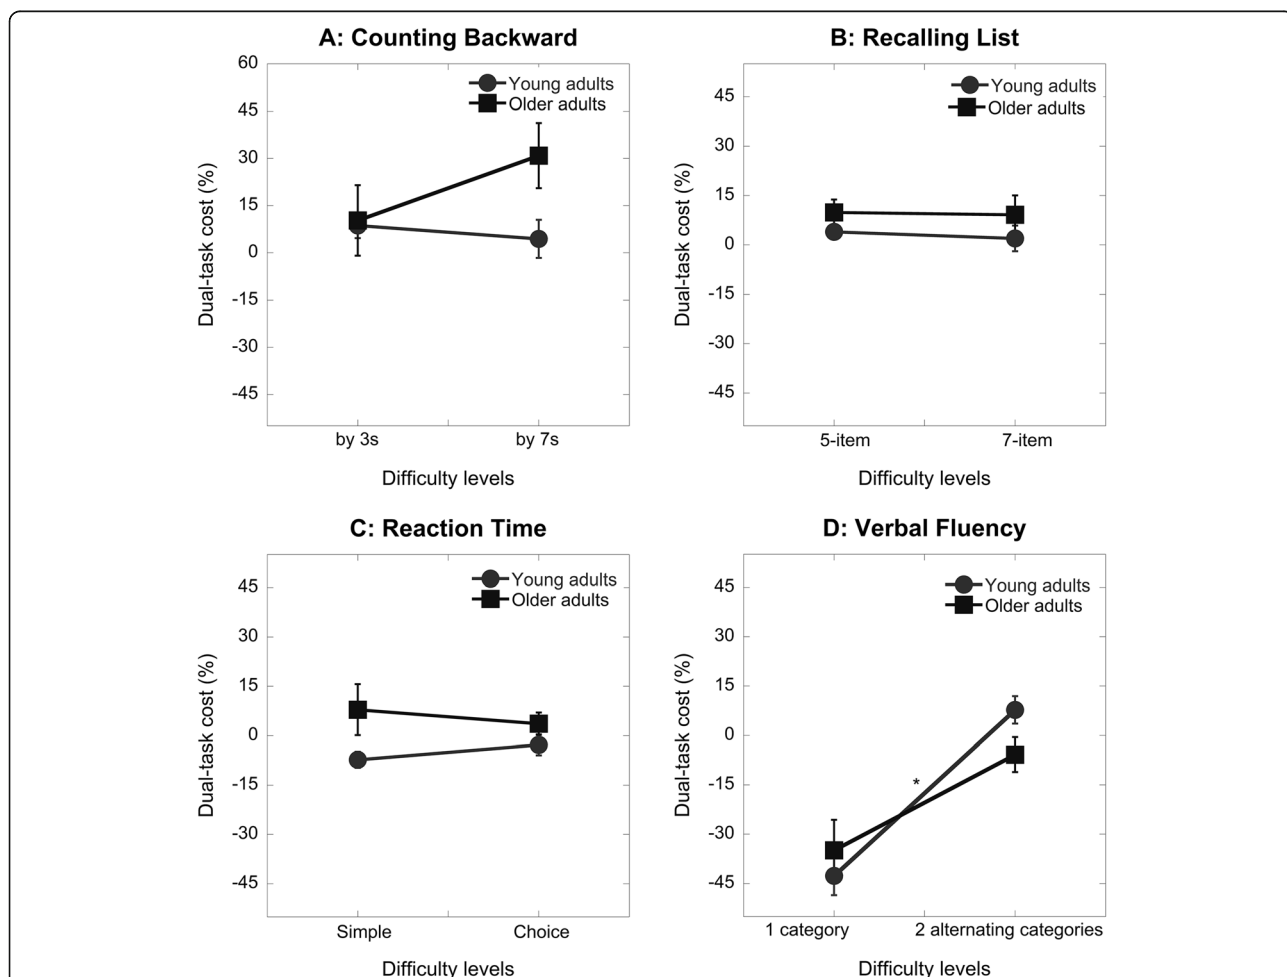 A: Counting Backward
60
45
30
15
0
-15
-30
-45
Dual-task cost (%)
Young adults
Older adults
by 3s
by 7s
Difficulty levels
B: Recalling List
45
30
15
0
-15
-30
-45
Dual-task cost (%)
Young adults
Older adults
5-item
7-item
Difficulty levels
C: Reaction Time
45
30
15
0
-15
-30
-45
Dual-task cost (%)
Young adults
Older adults
Simple
Choice
Difficulty levels
D: Verbal Fluency
45
30
15
0
-15
-30
-45
Dual-task cost (%)
Young adults
Older adults
*
1 category
2 alternating categories
Difficulty levels